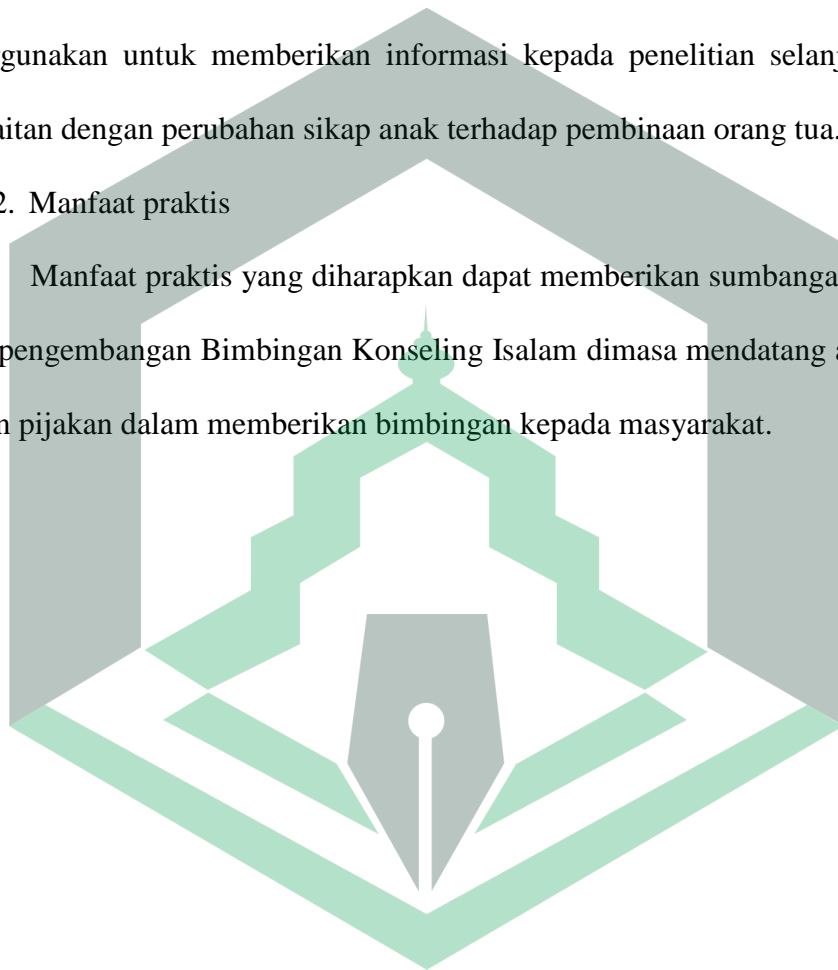 gunakan untuk memberikan informasi kepada penelitian selanj
aitan dengan perubahan sikap anak terhadap pembinaan orang tua.
2. Manfaat praktis
Manfaat praktis yang diharapkan dapat memberikan sumbanga
pengembangan Bimbingan Konseling Isalam dimasa mendatang a
n pijakan dalam memberikan bimbingan kepada masyarakat.